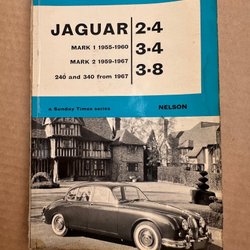 JAGUAR 2·4
MARK 1 1955-1960
3·4
MARK 2 1959-1967
240 and 340 from 1967 3·8
a Sunday Times series NELSON